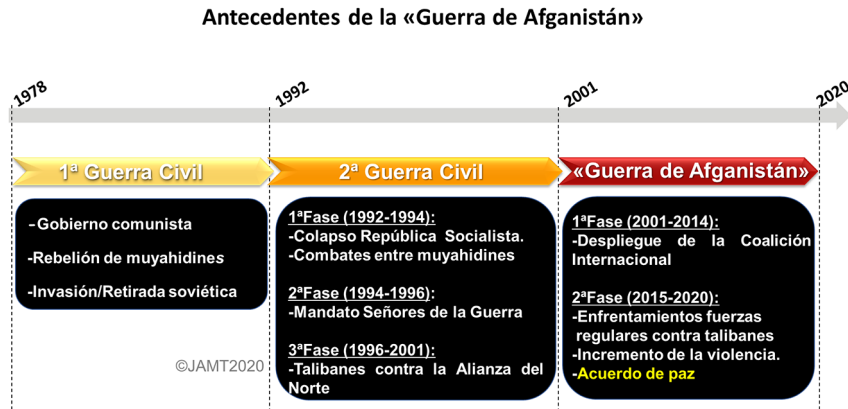 Antecedentes de la «Guerra de Afganistán»
1978
1992
2001
2020
1ª Guerra Civil
2ª Guerra Civil
«Guerra de Afganistán»
-Gobierno comunista
-Rebelión de muyahidines
-Invasión/Retirada soviética
1ªFase (1992-1994):
-Colapso República Socialista.
-Combates entre muyahidines
2ªFase (1994-1996):
-Mandato Señores de la Guerra
3ªFase (1996-2001):
-Talibanes contra la Alianza del
Norte
1ªFase (2001-2014):
-Despliegue de la Coalición
Internacional
2ªFase (2015-2020):
-Enfrentamientos fuerzas
regulares contra talibanes
-Incremento de la violencia.
-Acuerdo de paz
©JAMT2020